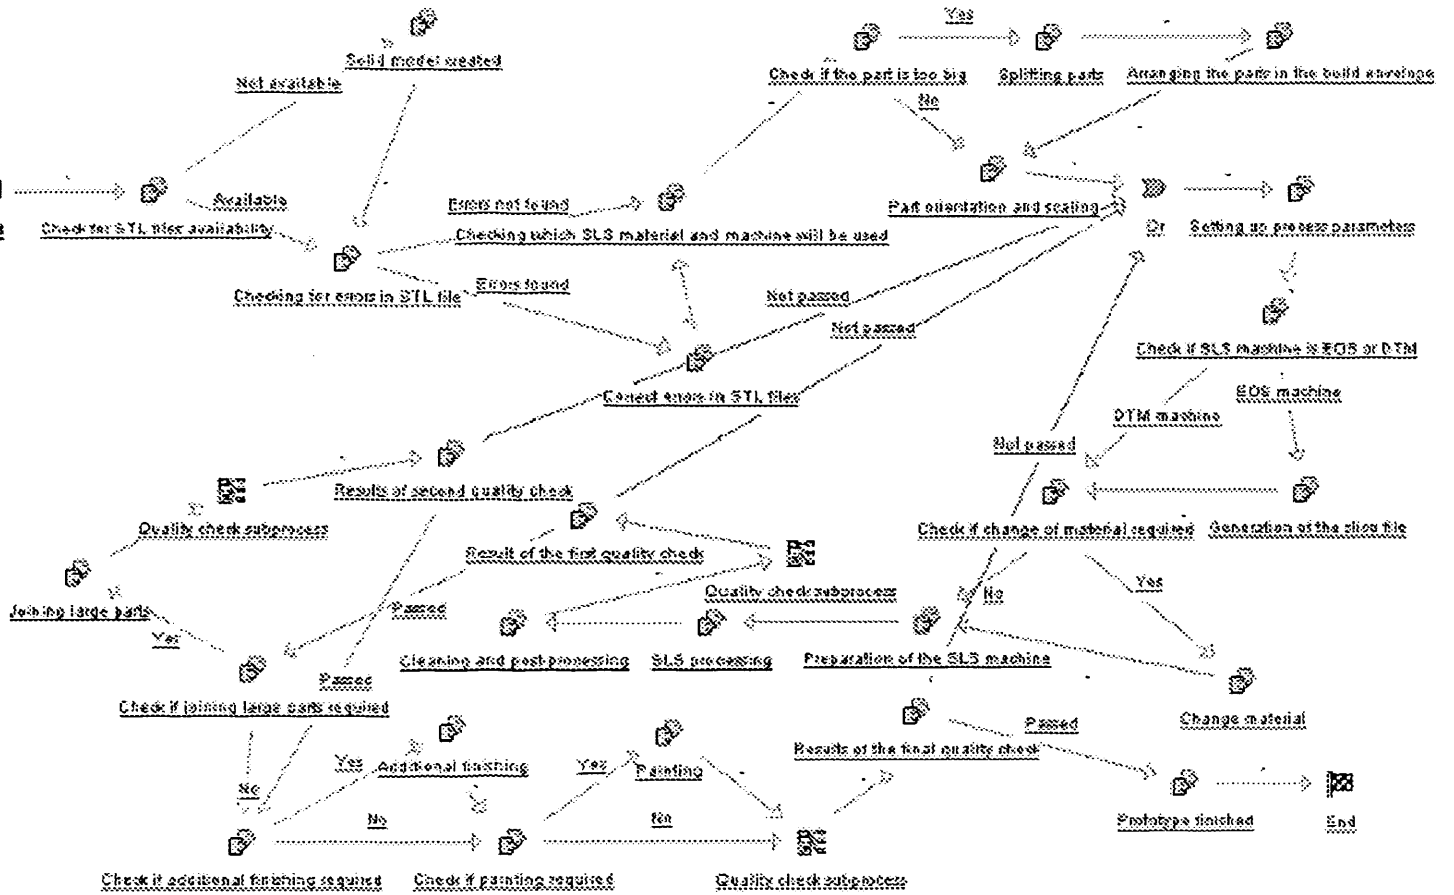 Yes
Solid model created
Check if the part is too big
Splitting parts
Arranging the parts in the build envelope
Not available
No
Available
Errors not found
Part orientation and scaling
Check for STL files availability
Checking which SLS material and machine will be used
Or
Setting up process parameters
Checking for errors in STL file
Errors found
Not passed
Not passed
Check if SLS machine is EOS or DTM
Correct errors in STL files
EOS machine
DTM machine
Not passed
Results of second quality check
Quality check subprocess
Check if change of material required
Generation of the slice file
Result of the first quality check
Quality check subprocess
Yes
No
Joining large parts
Passed
Yes
Cleaning and post-processing
SLS processing
Preparation of the SLS machine
Passed
Check if joining large parts required
Change material
Passed
Results of the final quality check
Yes
Additional finishing
Yes
Painting
No
No
No
Prototype finished
End
Check if additional finishing required
Check if painting required
Quality check subprocess